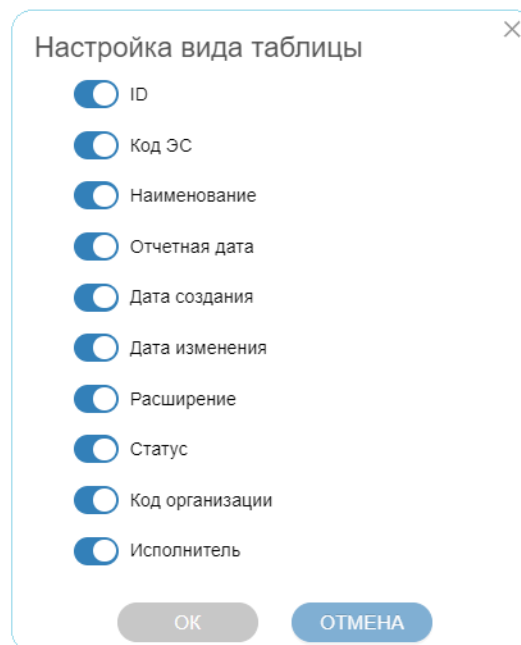 Настройка вида таблицы
ID
Код ЭС
Наименование
Отчетная дата
Дата создания
Дата изменения
Расширение
Статус
Код организации
Исполнитель
ОК
ОТМЕНА